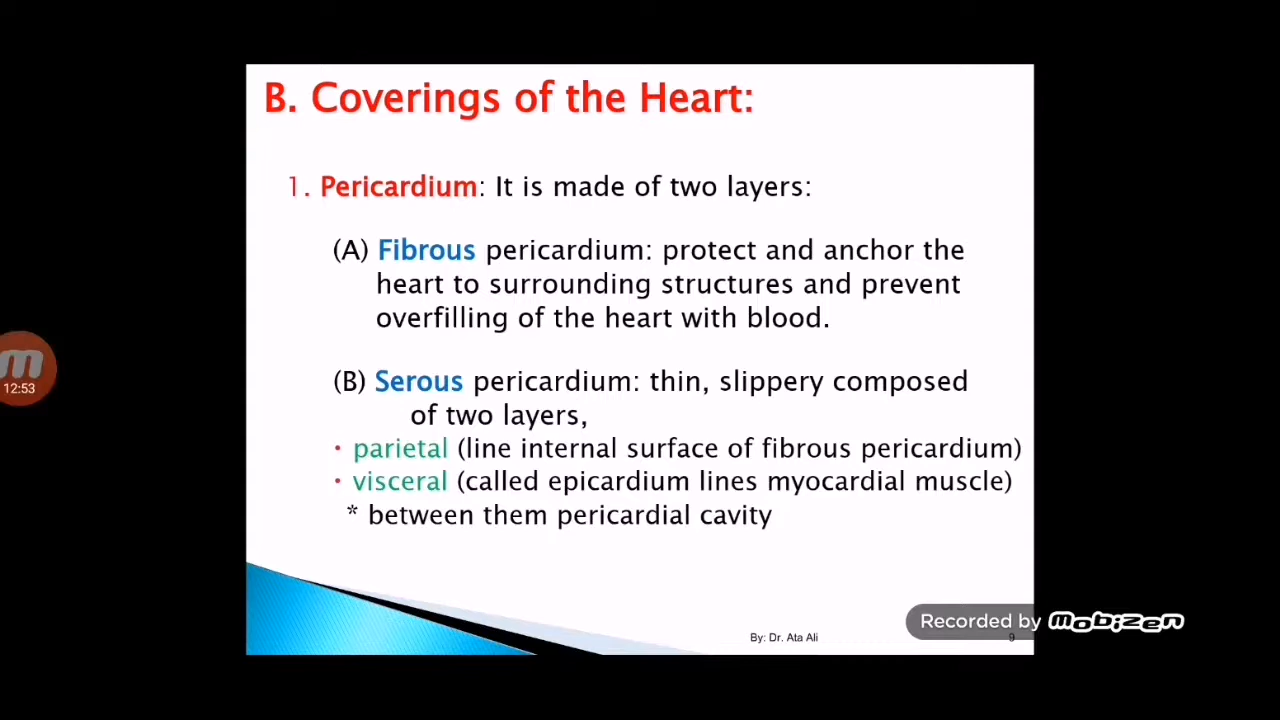 B. Coverings of the Heart:
1. Pericardium: It is made of two layers:
(A) Fibrous pericardium: protect and anchor the
heart to surrounding structures and prevent
overfilling of the heart with blood.
(B) Serous pericardium: thin, slippery composed
of two layers,
• parietal (line internal surface of fibrous pericardium)
• visceral (called epicardium lines myocardial muscle)
* between them pericardial cavity
m
12:53
Recorded by mobizen
By: Dr. Ata Ali
9